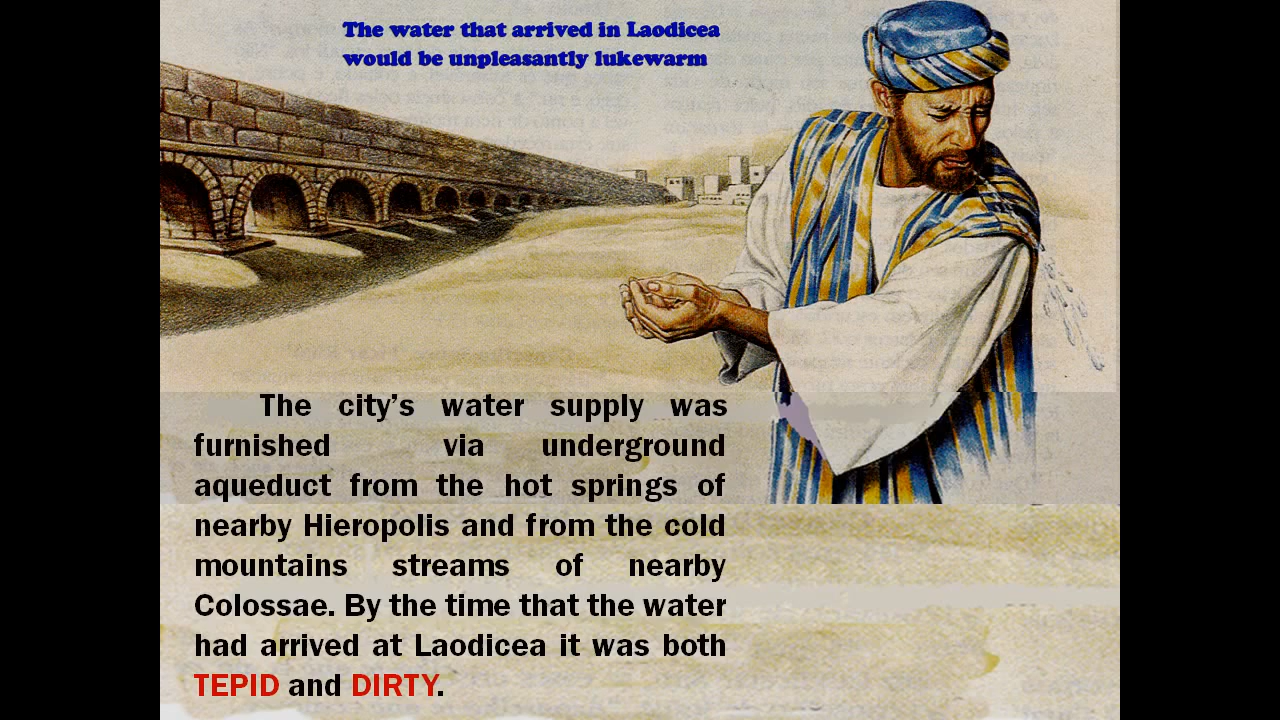 The water that arrived in Laodicea
would be unpleasantly lukewarm
The city's water supply was
furnished via underground
aqueduct from the hot springs of
nearby Hieropolis and from the cold
mountains streams of nearby
Colossae. By the time that the water
had arrived at Laodicea it was both
TEPID and DIRTY.